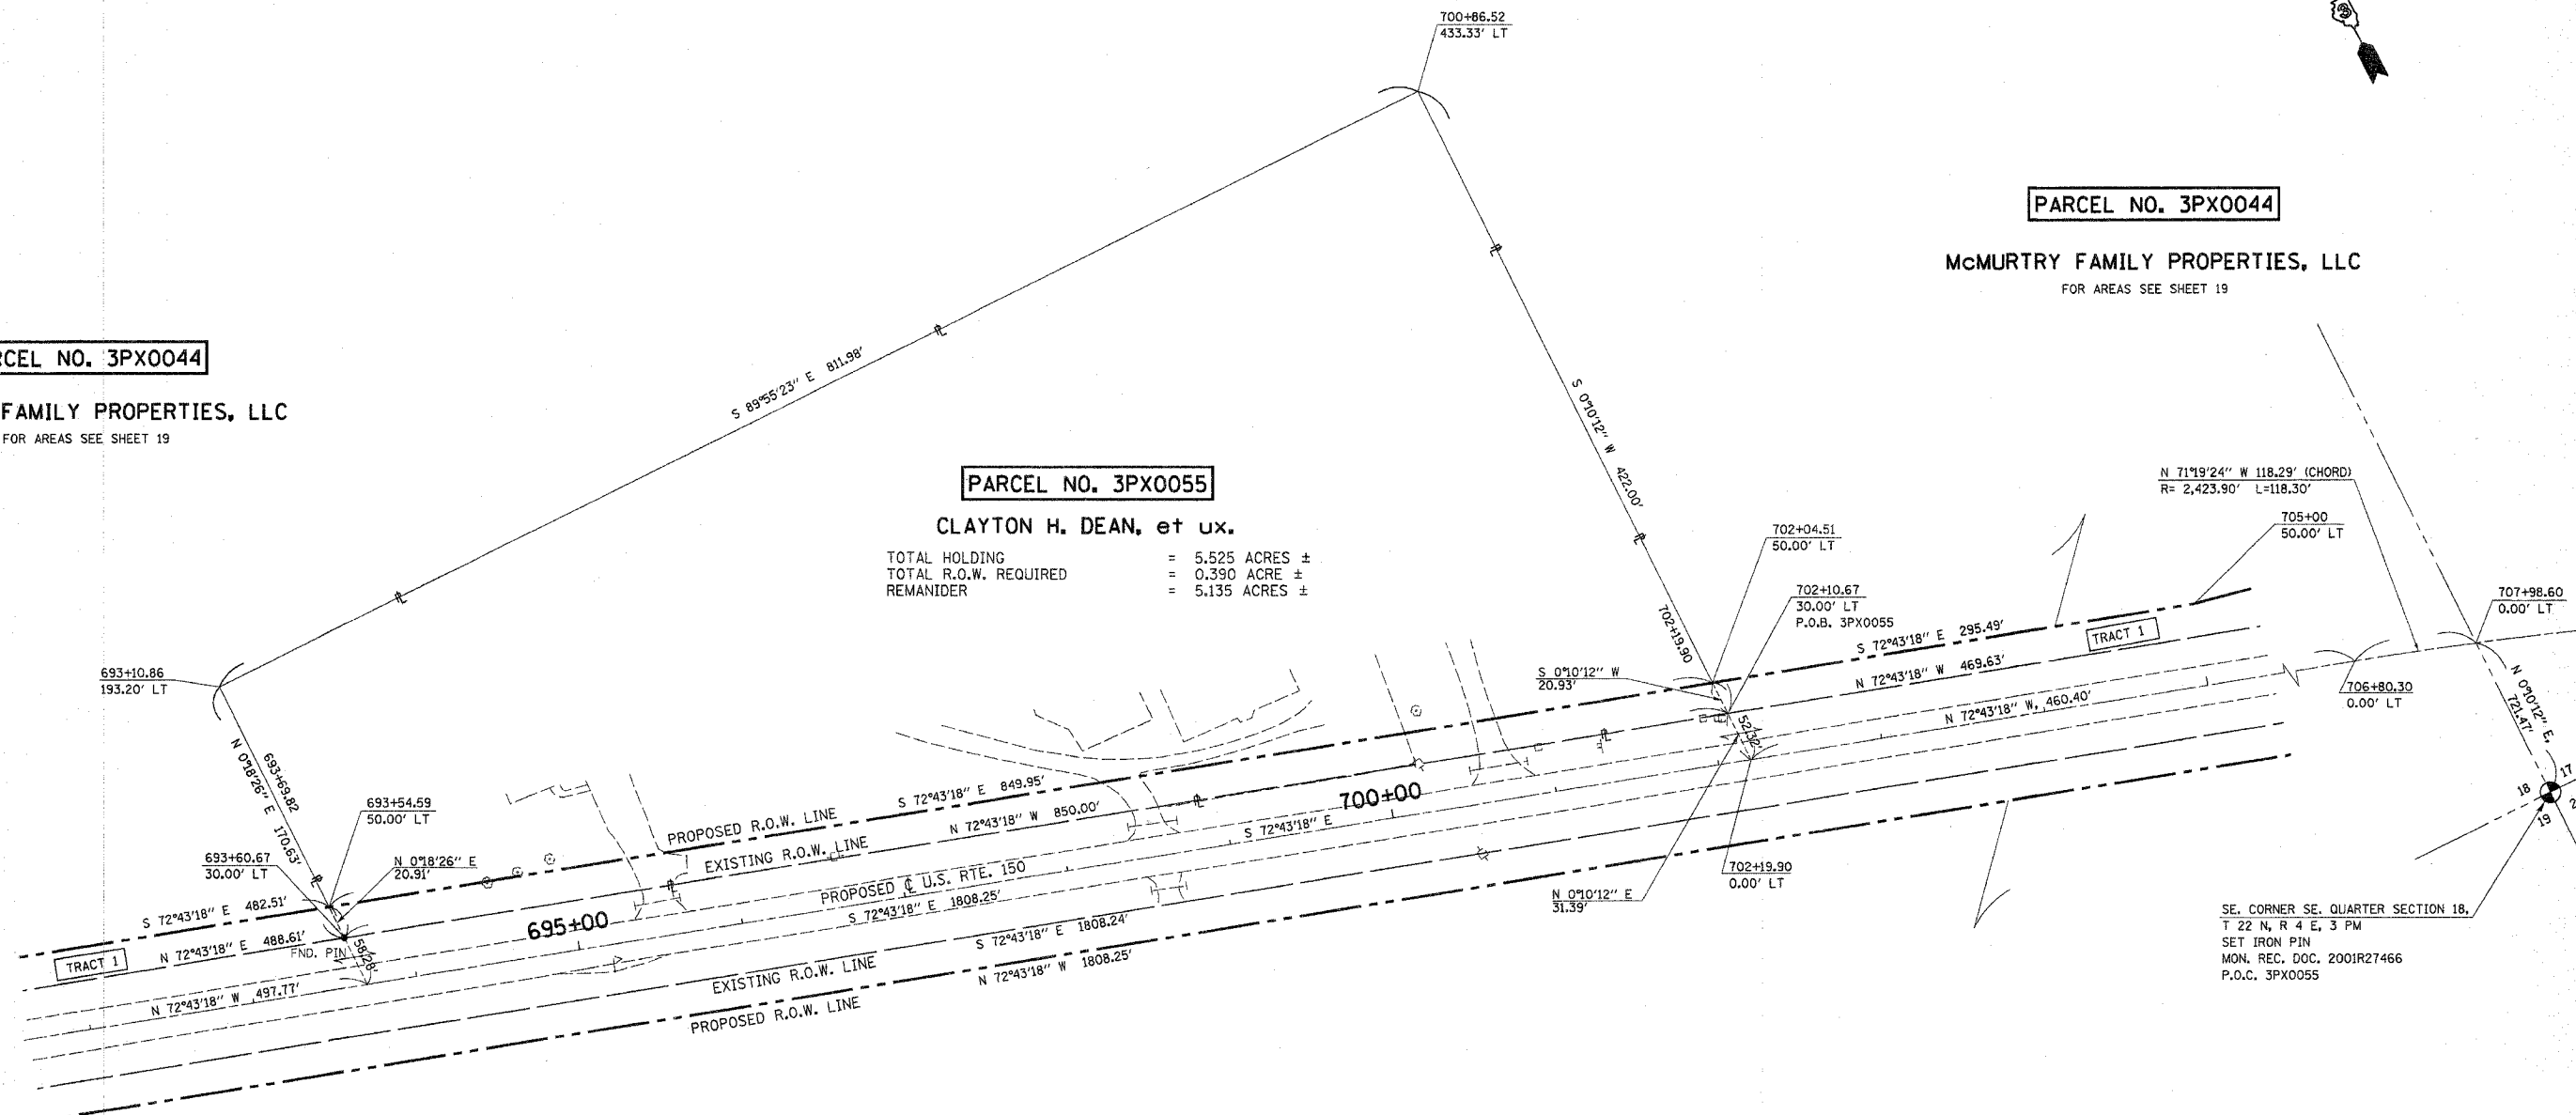 700+86.52
433.33' LT
PARCEL NO. 3PX0044
McMURTRY FAMILY PROPERTIES, LLC
FOR AREAS SEE SHEET 19
RCEL NO. 3PX0044
FAMILY PROPERTIES, LLC
FOR AREAS SEE SHEET 19
S 89°55'23" E 811.98'
S 0°10'12" W 422.00'
702+19.90
PARCEL NO. 3PX0055
CLAYTON H. DEAN, et ux.
TOTAL HOLDING = 5.525 ACRES ±
TOTAL R.O.W. REQUIRED = 0.390 ACRE ±
REMANIDER = 5.135 ACRES ±
N 71°19'24" W 118.29' (CHORD)
R= 2,423.90' L=118.30'
705+00
50.00' LT
702+04.51
50.00' LT
702+10.67
30.00' LT
P.O.B. 3PX0055
707+98.60
0.00' LT
693+10.86
193.20' LT
693+69.82
N 0°18'26" E 170.63'
693+54.59
50.00' LT
693+60.67
30.00' LT
N 0°18'26" E
20.91'
S 0°10'12" W
20.93'
S 72°43'18" E 295.49'
TRACT 1
N 72°43'18" W 469.63'
N 72°43'18" W, 460.40'
52.32'
706+80.30
0.00' LT
N 0°10'12" E,
721.47'
PROPOSED R.O.W. LINE
S 72°43'18" E 849.95'
EXISTING R.O.W. LINE
N 72°43'18" W 850.00'
700+00
S 72°43'18" E
PROPOSED ℄ U.S. RTE. 150
S 72°43'18" E 1808.25'
695+00
702+19.90
0.00' LT
N 0°10'12" E
31.39'
18
17
19
2
S 72°43'18" E 482.51'
TRACT 1
N 72°43'18" E 488.61'
FND. PIN
58.28'
N 72°43'18" W ,497.77'
EXISTING R.O.W. LINE
S 72°43'18" E 1808.24'
PROPOSED R.O.W. LINE
N 72°43'18" W 1808.25'
SE. CORNER SE. QUARTER SECTION 18,
T 22 N, R 4 E, 3 PM
SET IRON PIN
MON. REC. DOC. 2001R27466
P.O.C. 3PX0055